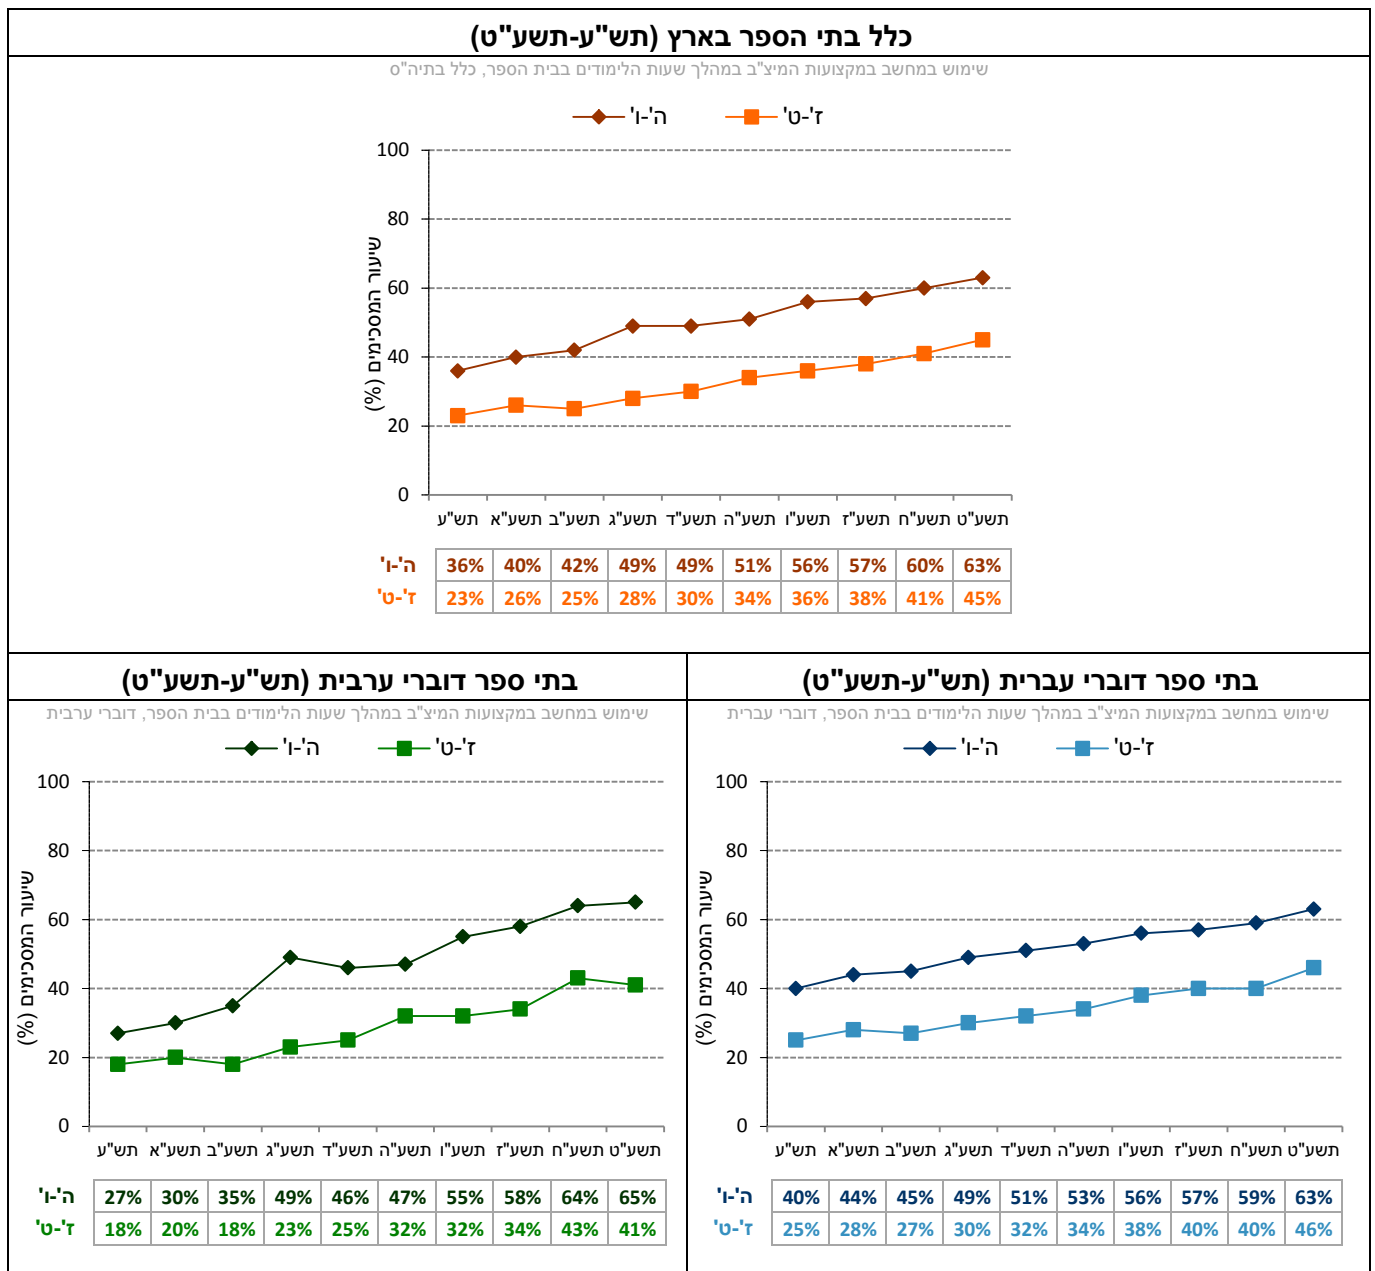 כלל בתי הספר בארץ (תש"ע-תשע"ט)
שימוש במחשב במקצועות המיצ"ב במהלך שעות הלימודים בבית הספר, כלל בתיה"ס
ה'-ו' ז'-ט'
שיעור המסכימים (%)
100
80
60
40
20
0
תש"ע תשע"א תשע"ב תשע"ג תשע"ד תשע"ה תשע"ו תשע"ז תשע"ח תשע"ט
ה'-ו' 36% 40% 42% 49% 49% 51% 56% 57% 60% 63%
ז'-ט' 23% 26% 25% 28% 30% 34% 36% 38% 41% 45%
בתי ספר דוברי עברית (תש"ע-תשע"ט)
שימוש במחשב במקצועות המיצ"ב במהלך שעות הלימודים בבית הספר, דוברי עברית
ה'-ו' ז'-ט'
שיעור המסכימים (%)
100
80
60
40
20
0
תש"ע תשע"א תשע"ב תשע"ג תשע"ד תשע"ה תשע"ו תשע"ז תשע"ח תשע"ט
ה'-ו' 40% 44% 45% 49% 51% 53% 56% 57% 59% 63%
ז'-ט' 25% 28% 27% 30% 32% 34% 38% 40% 40% 46%
בתי ספר דוברי ערבית (תש"ע-תשע"ט)
שימוש במחשב במקצועות המיצ"ב במהלך שעות הלימודים בבית הספר, דוברי ערבית
ה'-ו' ז'-ט'
שיעור המסכימים (%)
100
80
60
40
20
0
תש"ע תשע"א תשע"ב תשע"ג תשע"ד תשע"ה תשע"ו תשע"ז תשע"ח תשע"ט
ה'-ו' 27% 30% 35% 49% 46% 47% 55% 58% 64% 65%
ז'-ט' 18% 20% 18% 23% 25% 32% 32% 34% 43% 41%